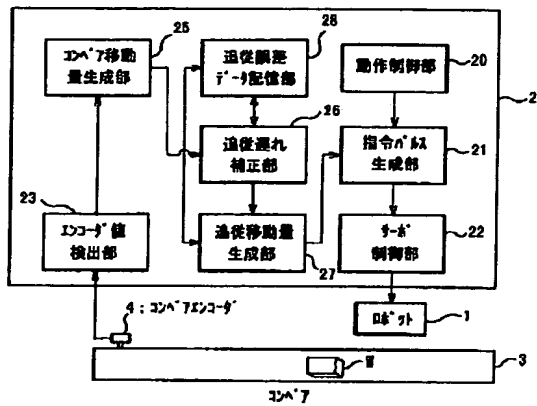 25
コンベア移動
量生成部
28
追従誤差
データ配信部
20
動作制御部
2
26
追従遅れ
補正部
指令パルス
生成部
21
23
エンコーダ値
検出部
追従移動量
生成部
27
サーボ
制御部
22
4:コンベアエンコーダ
ロボット
1
W
3
コンベア